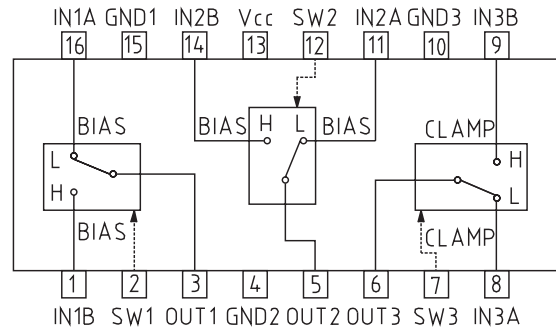 IN1A GND1 IN2B Vcc SW2 IN2A GND3 IN3B
16 15 14 13 12 11 10 9
BIAS BIAS H L BIAS CLAMP
L H
H L
BIAS CLAMP
1 2 3 4 5 6 7 8
IN1B SW1 OUT1 GND2 OUT2 OUT3 SW3 IN3A